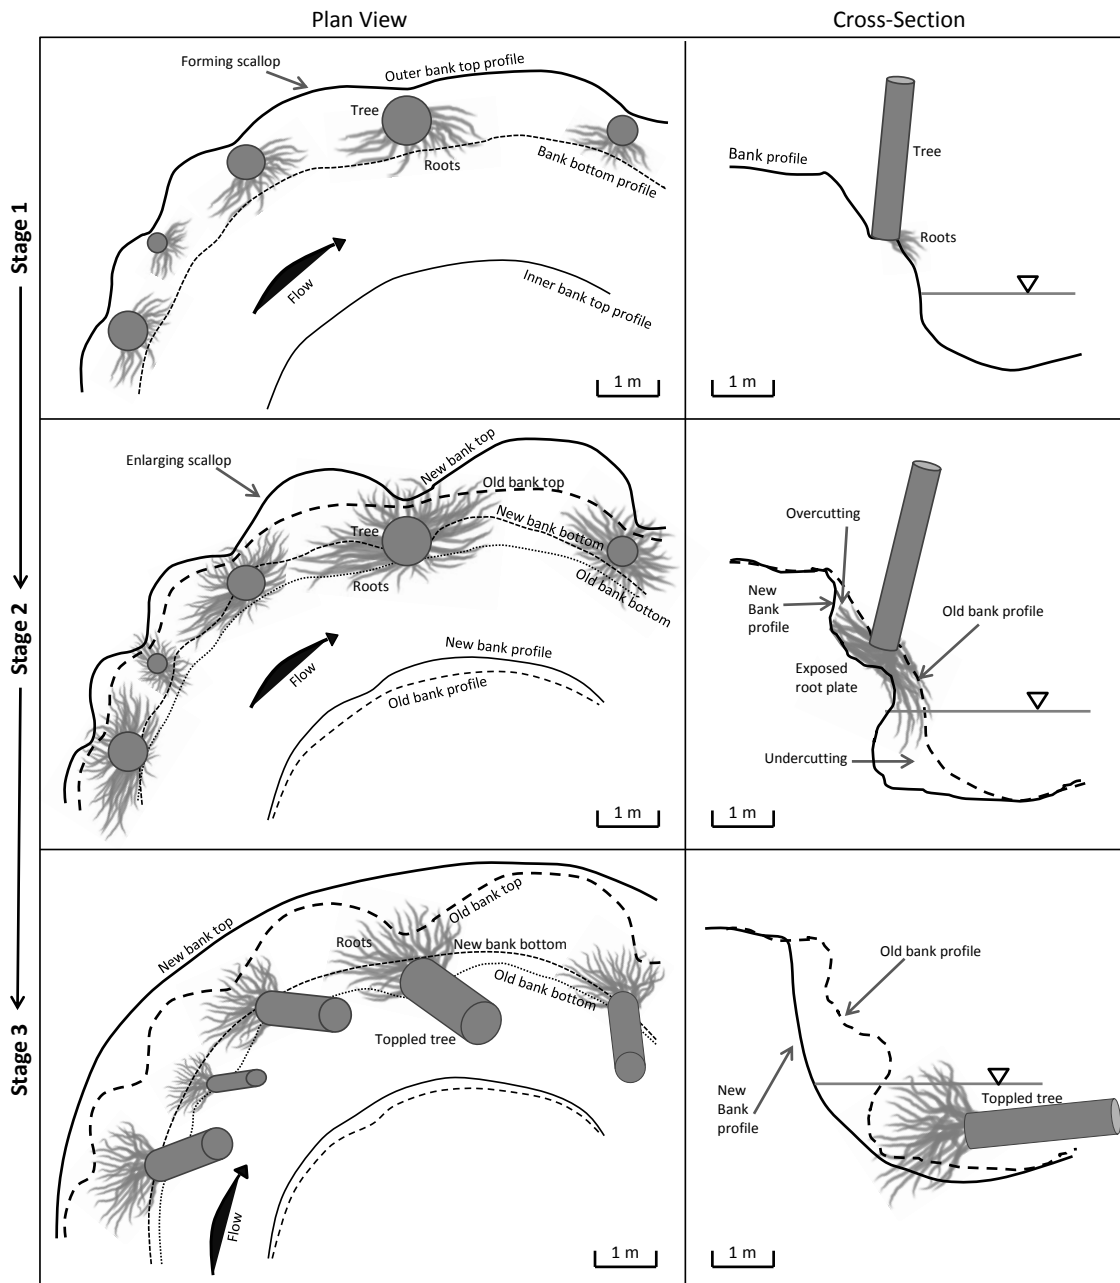 Plan View
Cross-Section
Stage 1
Forming scallop
Outer bank top profile
Tree
Roots
Bank bottom profile
Flow
Inner bank top profile
1 m
Bank profile
Tree
Roots
1 m
Stage 2
Enlarging scallop
New bank top
Old bank top
New bank bottom
Tree
Roots
Old bank bottom
Flow
New bank profile
Old bank profile
1 m
Overcutting
New
Bank
profile
Old bank profile
Exposed
root plate
Undercutting
1 m
Stage 3
New bank top
Old bank top
Roots
New bank bottom
Old bank bottom
Toppled tree
Flow
1 m
Old bank profile
New
Bank
profile
Toppled tree
1 m